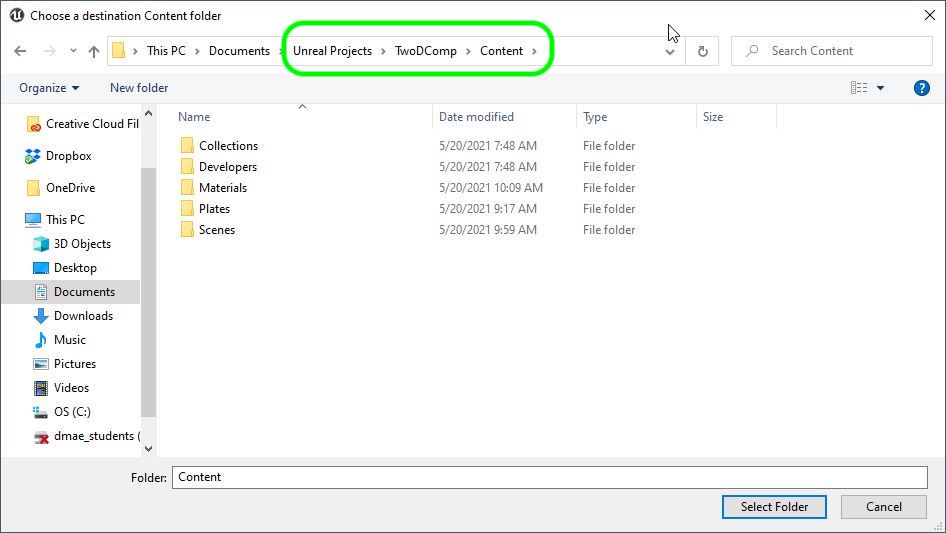 Choose a destination Content folder
This PC > Documents > Unreal Projects > TwoDComp > Content >
Search Content
Organize New folder
Name Date modified Type Size
Collections 5/20/2021 7:48 AM File folder
Developers 5/20/2021 7:48 AM File folder
Materials 5/20/2021 10:09 AM File folder
Plates 5/20/2021 9:17 AM File folder
Scenes 5/20/2021 9:59 AM File folder
Creative Cloud Fil
Dropbox
OneDrive
This PC
3D Objects
Desktop
Documents
Downloads
Music
Pictures
Videos
OS (C:)
dmae_students (
Folder: Content
Select Folder Cancel